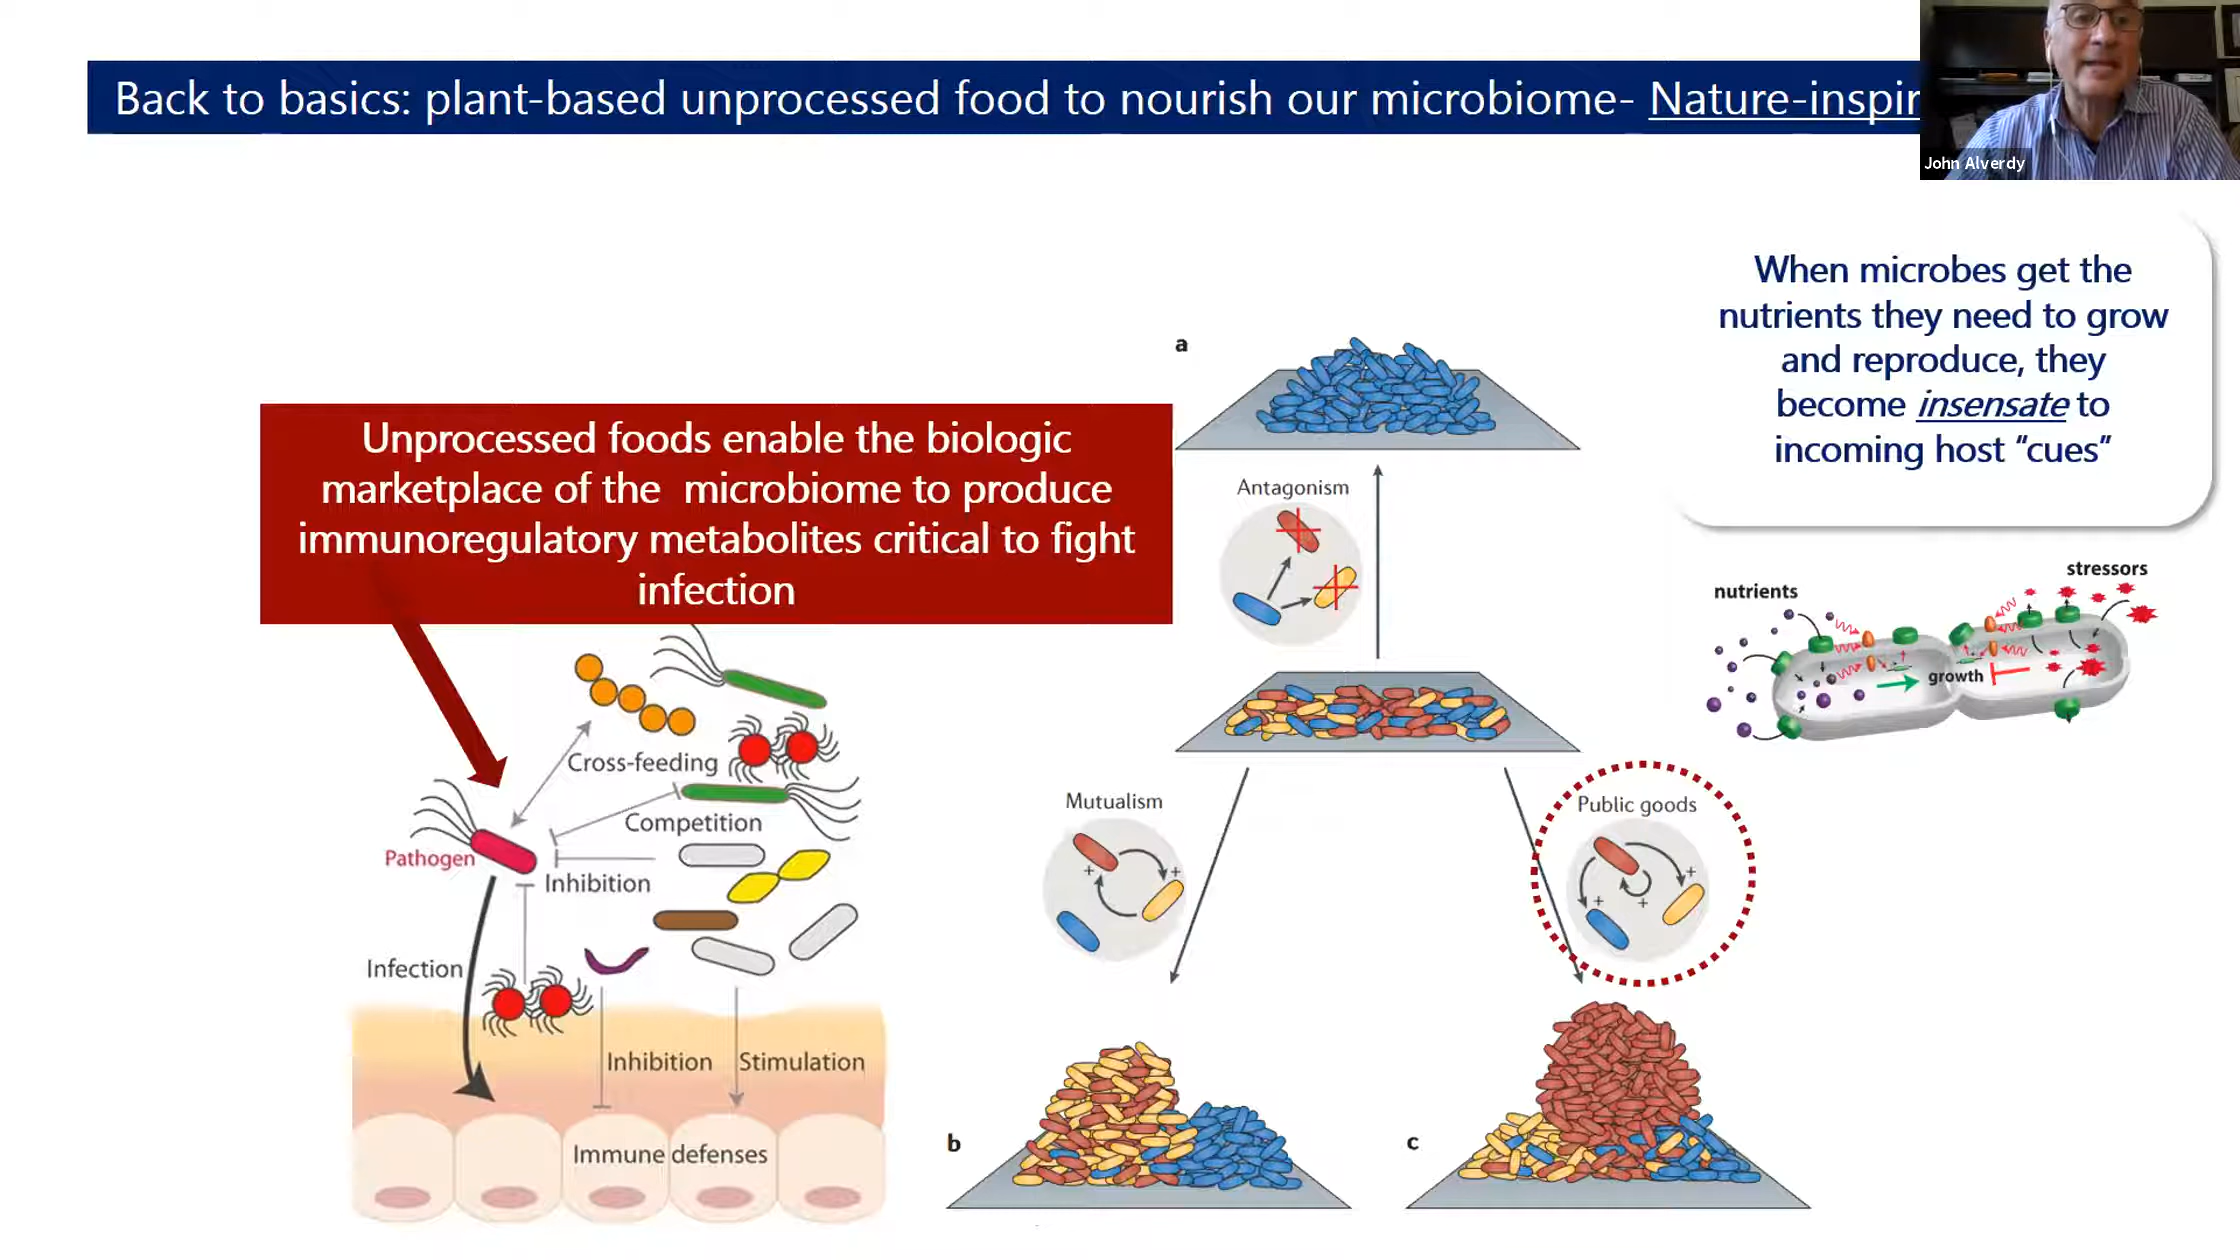 Back to basics: plant-based unprocessed food to nourish our microbiome- Nature-inspir
John Alverdy
When microbes get the
nutrients they need to grow
and reproduce, they
become insensate to
incoming host “cues”
Unprocessed foods enable the biologic
marketplace of the microbiome to produce
immunoregulatory metabolites critical to fight
infection
a
Antagonism
nutrients
stressors
growth
Cross-feeding
Competition
Pathogen
Inhibition
Infection
Inhibition
Stimulation
Immune defenses
Mutualism
+
+
Public goods
+
+
+
b
c